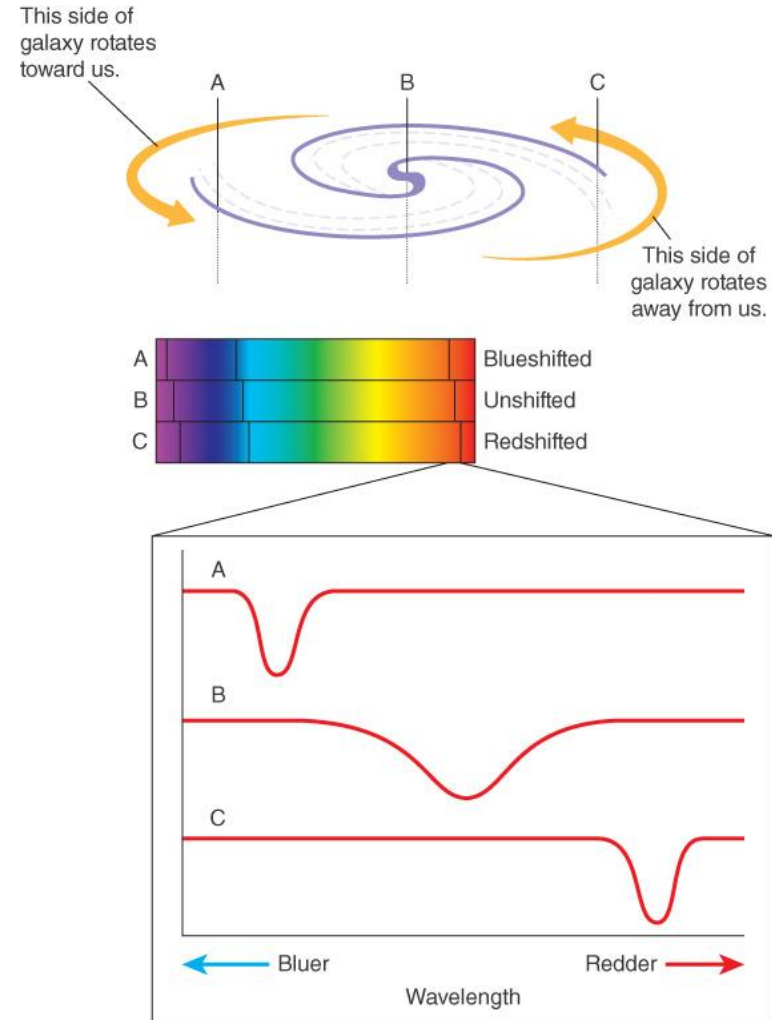 This side of
galaxy rotates
toward us.
A
B
C
This side of
galaxy rotates
away from us.
A
Blueshifted
B
Unshifted
C
Redshifted
A
B
C
Bluer
Redder
Wavelength